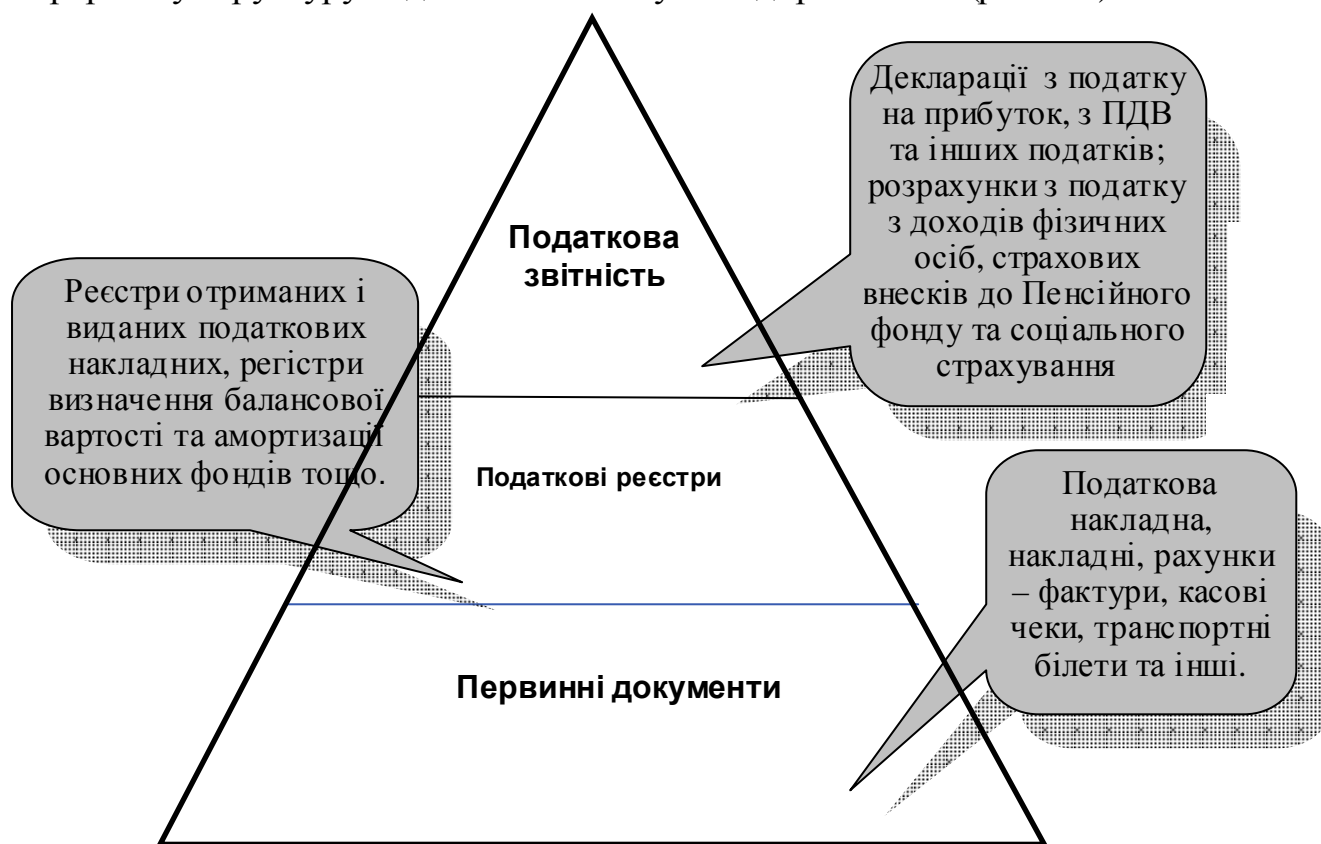 Декларації з податку
на прибуток, з ПДВ
та інших податків;
розрахунки з податку
з доходів фізичних
осіб, страхових
внесків до Пенсійного
фонду та соціального
страхування
Податкова
звітність
Реєстри отриманих і
виданих податкових
накладних, регістри
визначення балансової
вартості та амортизації
основних фондів тощо.
Податкові реєстри
Податкова
накладна,
накладні, рахунки
– фактури, касові
чеки, транспортні
білети та інші.
Первинні документи